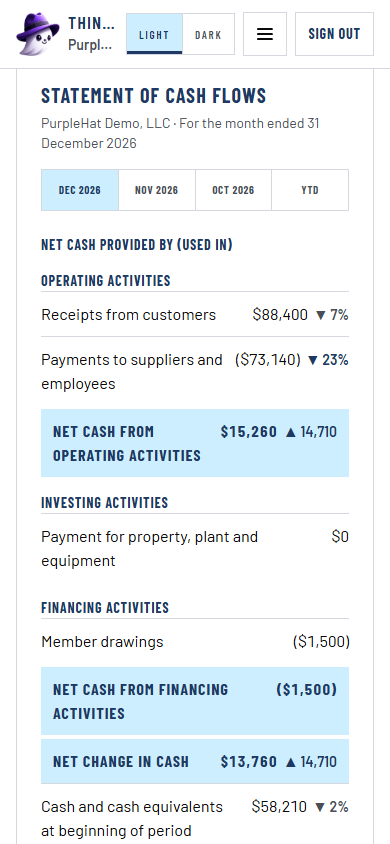 THIN...
Purpl...
LIGHT
DARK
SIGN OUT
STATEMENT OF CASH FLOWS
PurpleHat Demo, LLC · For the month ended 31
December 2026
DEC 2026
NOV 2026
OCT 2026
YTD
NET CASH PROVIDED BY (USED IN)
OPERATING ACTIVITIES
Receipts from customers $88,400 ▼ 7%
Payments to suppliers and ($73,140) ▼ 23%
employees
NET CASH FROM $15,260 ▲ 14,710
OPERATING ACTIVITIES
INVESTING ACTIVITIES
Payment for property, plant and $0
equipment
FINANCING ACTIVITIES
Member drawings ($1,500)
NET CASH FROM FINANCING ($1,500)
ACTIVITIES
NET CHANGE IN CASH $13,760 ▲ 14,710
Cash and cash equivalents $58,210 ▼ 2%
at beginning of period